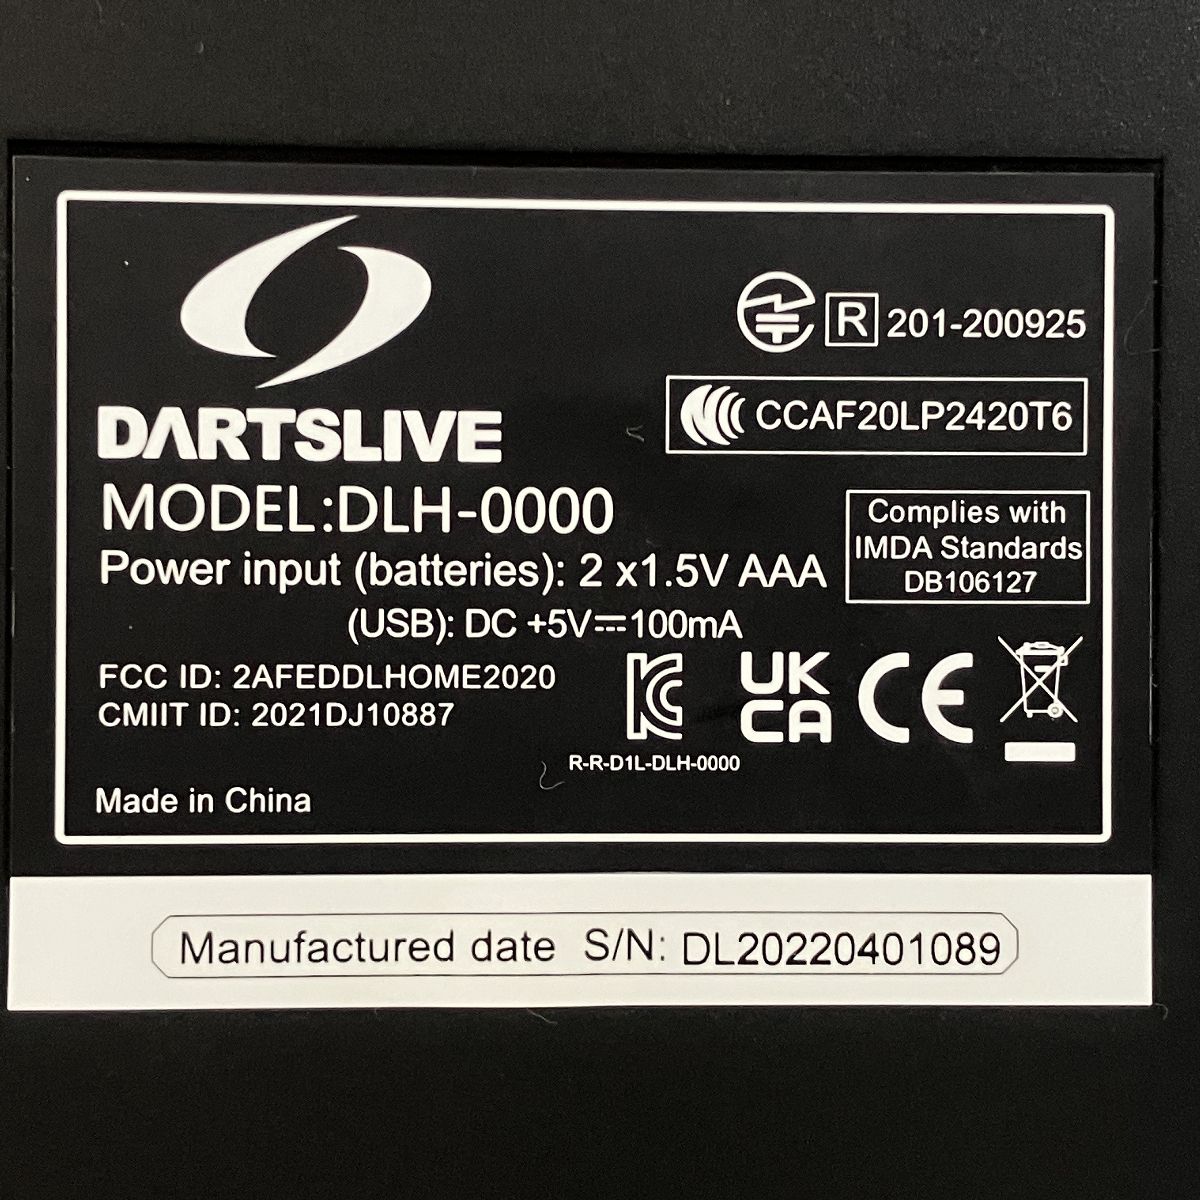 DARTSLIVE
MODEL:DLH-0000
Power input (batteries): 2 x1.5V AAA
(USB): DC +5V⎓100mA
FCC ID: 2AFEDDLHOME2020
CMIIT ID: 2021DJ10887
Made in China
R 201-200925
CCAF20LP2420T6
Complies with
IMDA Standards
DB106127
UK
CA
CE
R-R-D1L-DLH-0000
Manufactured date S/N: DL20220401089